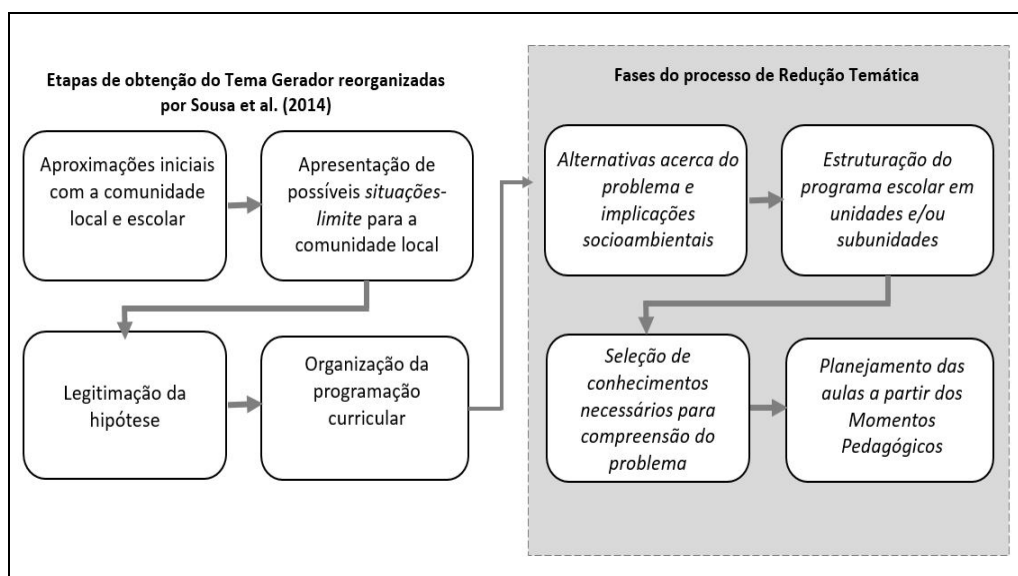 Etapas de obtenção do Tema Gerador reorganizadas
por Sousa et al. (2014)
Aproximações iniciais
com a comunidade
local e escolar
Apresentação de
possíveis situações-
limite para a
comunidade local
Legitimação da
hipótese
Organização da
programação
curricular
Fases do processo de Redução Temática
Alternativas acerca do
problema e
implicações
socioambientais
Estruturação do
programa escolar em
unidades e/ou
subunidades
Seleção de
conhecimentos
necessários para
compreensão do
problema
Planejamento das
aulas a partir dos
Momentos
Pedagógicos